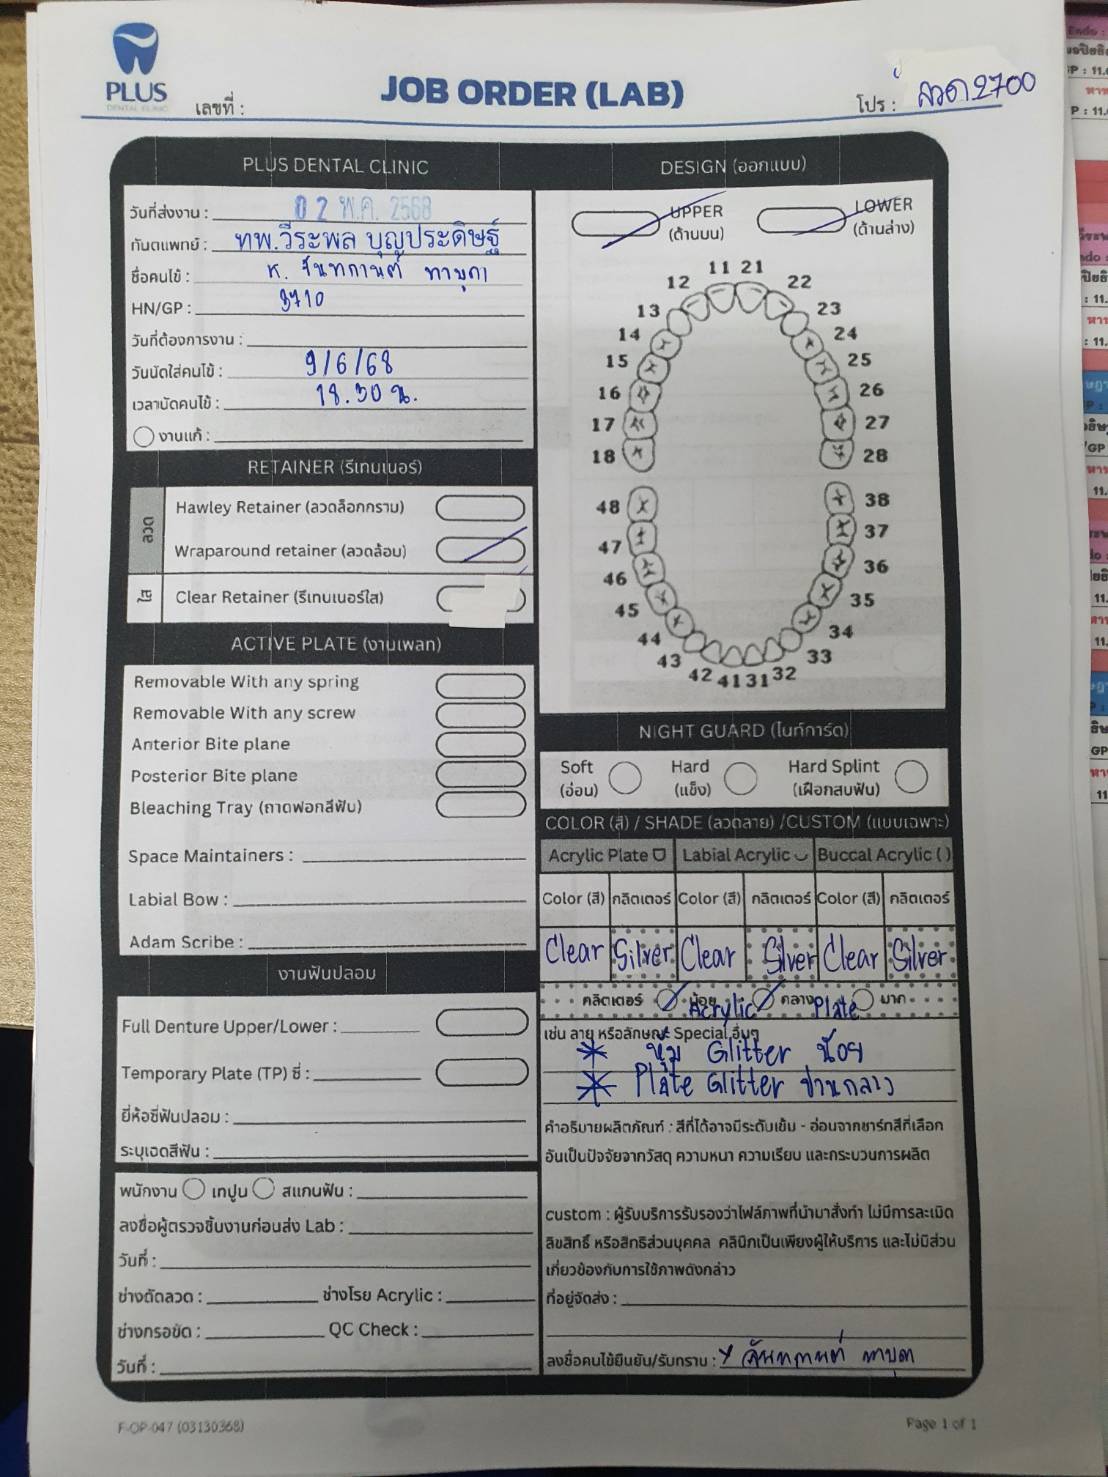 PLUS
DENTAL CLINIC
เลขที่ :
JOB ORDER (LAB)
โปร : ลวด 2700
PLUS DENTAL CLINIC
วันที่ส่งงาน : 02 พ.ค. 2568
ทันตแพทย์ : ทพ.วีระพล บุญประดิษฐ์
ชื่อคนไข้ : จันทกานต์
HN/GP : 3710
วันที่ต้องการงาน :
วันนัดใส่คนไข้ : 9/6/68
เวลานัดคนไข้ : 18.30 น.
งานแก้ :
RETAINER (รีเทนเนอร์)
ลวด
Hawley Retainer (ลวดล็อกกราม)
Wraparound retainer (ลวดล้อม)
ใส
Clear Retainer (รีเทนเนอร์ใส)
ACTIVE PLATE (งานเพลท)
Removable With any spring
Removable With any screw
Anterior Bite plane
Posterior Bite plane
Bleaching Tray (ถาดฟอกสีฟัน)
Space Maintainers :
Labial Bow :
Adam Scribe :
งานฟันปลอม
Full Denture Upper/Lower :
Temporary Plate (TP) ซี่ :
ยี่ห้อซี่ฟันปลอม :
ระบุเฉดสีฟัน :
พนักงาน เทปูน สแกนฟัน :
ลงชื่อผู้ตรวจชิ้นงานก่อนส่ง Lab :
วันที่ :
ช่างดัดลวด : ช่างโรย Acrylic :
ช่างกรอขัด : QC Check :
วันที่ :
DESIGN (ออกแบบ)
UPPER
(ด้านบน)
LOWER
(ด้านล่าง)
11 21
12 22
13 23
14 24
15 25
16 26
17 27
18 28
48 38
47 37
46 36
45 35
44 34
43 33
42 41 31 32
NIGHT GUARD (ไนท์การ์ด)
Soft
(อ่อน)
Hard
(แข็ง)
Hard Splint
(เฝือกสบฟัน)
COLOR (สี) / SHADE (ลวดลาย) /CUSTOM (แบบเฉพาะ)
Acrylic Plate Labial Acrylic Buccal Acrylic ( )
Color (สี) กลิตเตอร์ Color (สี) กลิตเตอร์ Color (สี) กลิตเตอร์
Clear Silver Clear Silver Clear Silver
กลิตเตอร์ น้อย กลาง มาก
Acrylic Plate
เช่น ลาย หรือลักษณะ Special อื่นๆ
* หุ้ม Glitter น้อย
* Plate Glitter ปานกลาง
คำอธิบายผลิตภัณฑ์ : สีที่ได้อาจมีระดับเข้ม - อ่อนจากชาร์ทสีที่เลือก
อันเป็นปัจจัยจากวัสดุ ความหนา ความเรียบ และกระบวนการผลิต
custom : ผู้รับบริการรับรองว่าไฟล์ภาพที่นำมาสั่งทำ ไม่มีการละเมิด
ลิขสิทธิ์ หรือสิทธิส่วนบุคคล คลินิกเป็นเพียงผู้ให้บริการ และไม่มีส่วน
เกี่ยวข้องกับการใช้ภาพดังกล่าว
ที่อยู่จัดส่ง :
ลงชื่อคนไข้ยืนยัน/รับทราบ : จันทกานต์
F-OP-047 (03130368)
Page 1 of 1